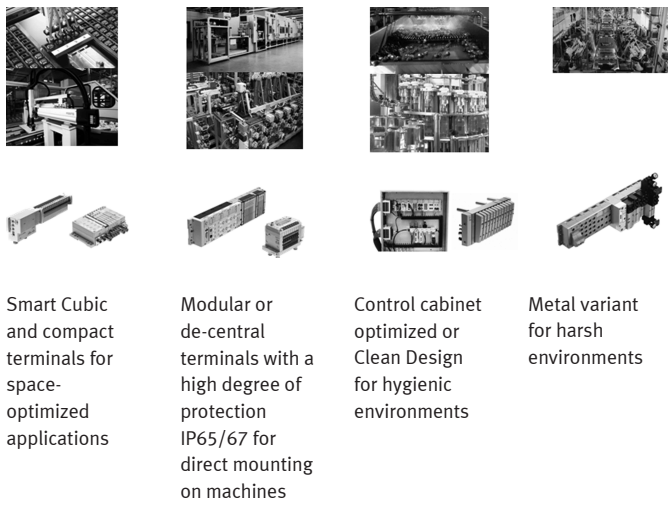 Smart Cubic
and compact
terminals for
space-
optimized
applications
Modular or
de-central
terminals with a
high degree of
protection
IP65/67 for
direct mounting
on machines
Control cabinet
optimized or
Clean Design
for hygienic
environments
Metal variant
for harsh
environments